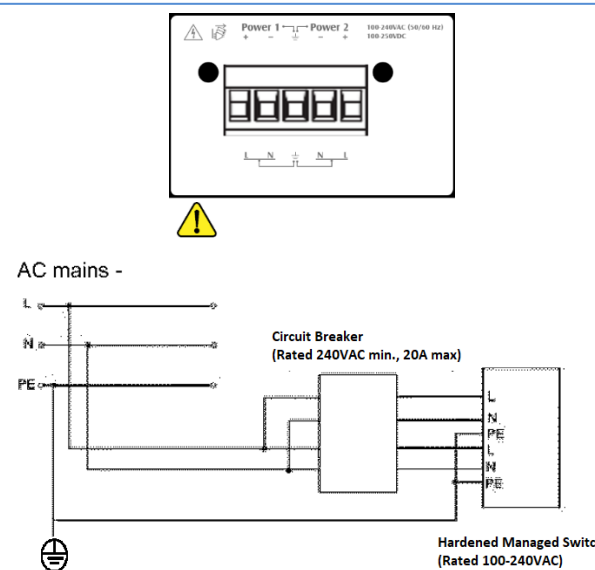 Power 1 Power 2 100-240VAC (50/60 Hz)
+ - - + 100-250VDC
L N N L
AC mains -
L
N
PE
Circuit Breaker
(Rated 240VAC min., 20A max)
L
N
PE
L
N
PE
Hardened Managed Switc
(Rated 100-240VAC)